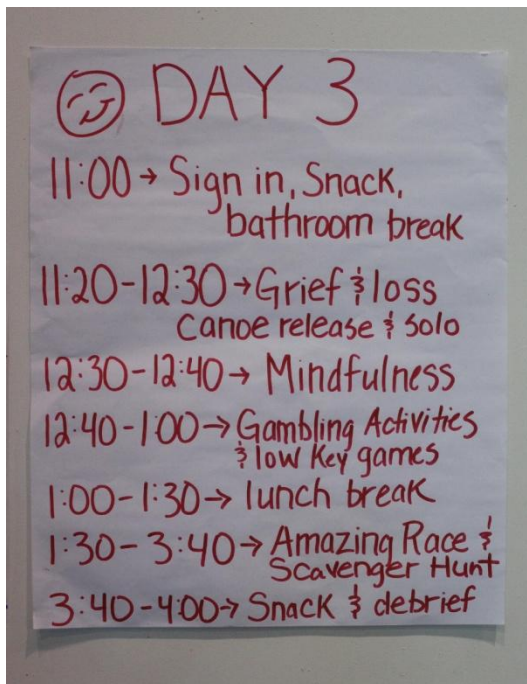 DAY 3
11:00 → Sign in, Snack,
bathroom break
11:20-12:30 → Grief & loss
Canoe release & Solo
12:30-12:40 → Mindfulness
12:40-1:00 → Gambling Activities
& low Key games
1:00-1:30 → lunch break
1:30-3:40 → Amazing Race &
Scavenger Hunt
3:40-4:00 → Snack & debrief